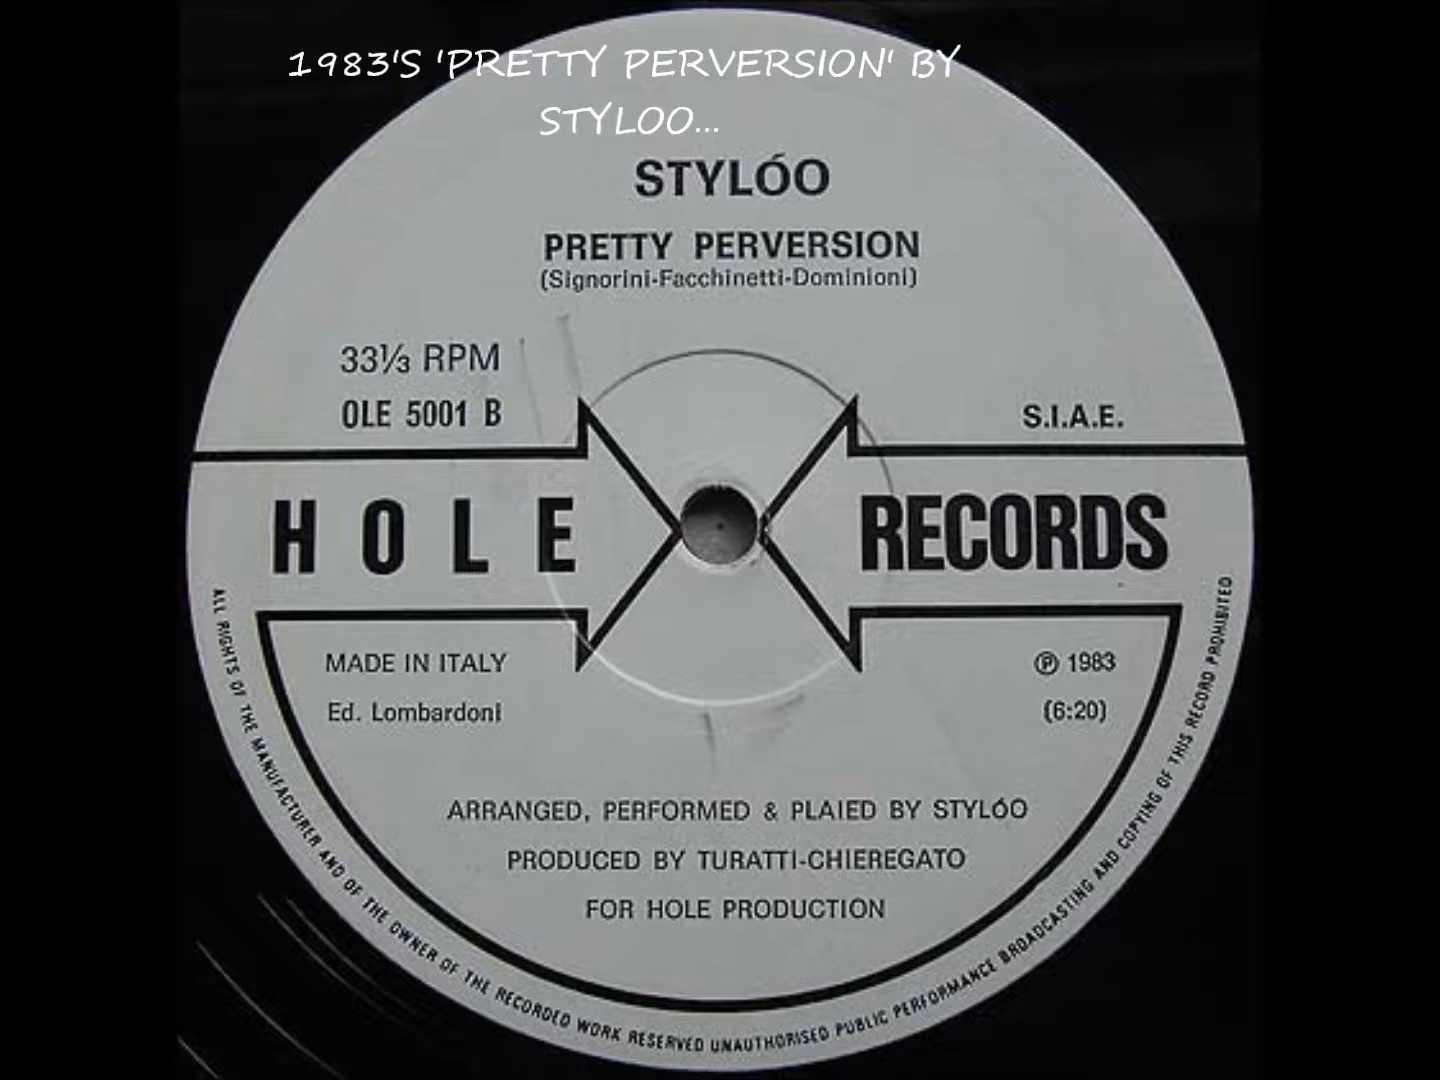 1983'S 'PRETTY PERVERSION' BY
STYLOO...
STYLÓO
PRETTY PERVERSION
(Signorini-Facchinetti-Dominioni)
33⅓ RPM
OLE 5001 B
S.I.A.E.
HOLE RECORDS
MADE IN ITALY
Ed. Lombardoni
℗ 1983
(6:20)
ARRANGED, PERFORMED & PLAIED BY STYLÓO
PRODUCED BY TURATTI-CHIEREGATO
FOR HOLE PRODUCTION
ALL RIGHTS OF THE MANUFACTURER AND OF THE OWNER OF THE RECORDED WORK RESERVED UNAUTHORISED PUBLIC PERFORMANCE BROADCASTING AND COPYING OF THIS RECORD PROHIBITED